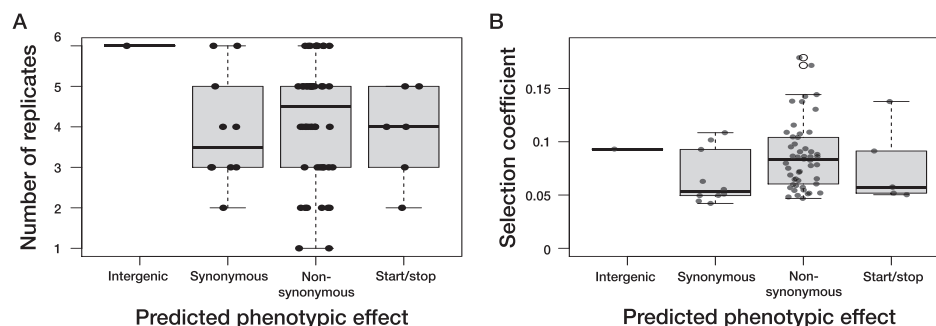 A
Number of replicates
6
5
4
3
2
1
Intergenic
Synonymous
Non-
synonymous
Start/stop
Predicted phenotypic effect
B
Selection coefficient
0.15
0.1
0.05
0
Intergenic
Synonymous
Non-
synonymous
Start/stop
Predicted phenotypic effect